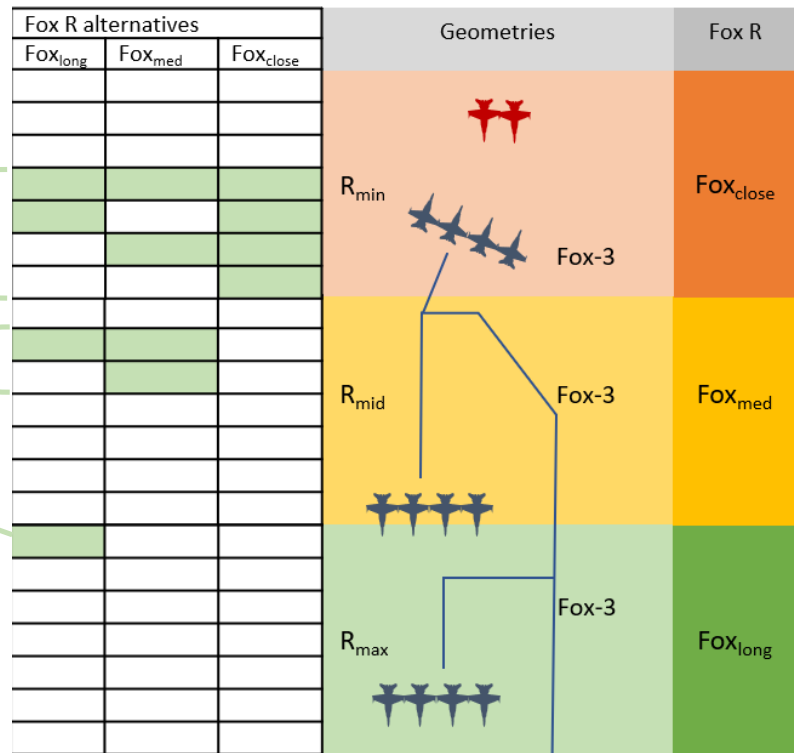 Fox R alternatives
Geometries
Fox R
Foxlong
Foxmed
Foxclose
Rmin
Foxclose
Fox-3
Rmid
Fox-3
Foxmed
Fox-3
Rmax
Foxlong